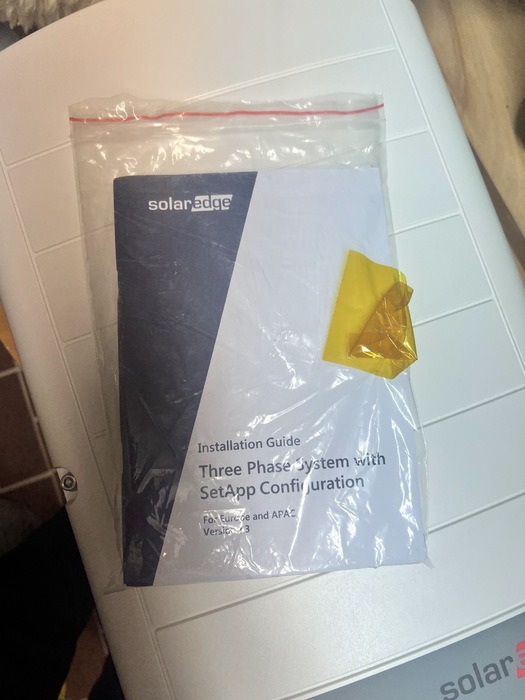 solaredge
Installation Guide
Three Phase System with
SetApp Configuration
For Europe and APAC
solar